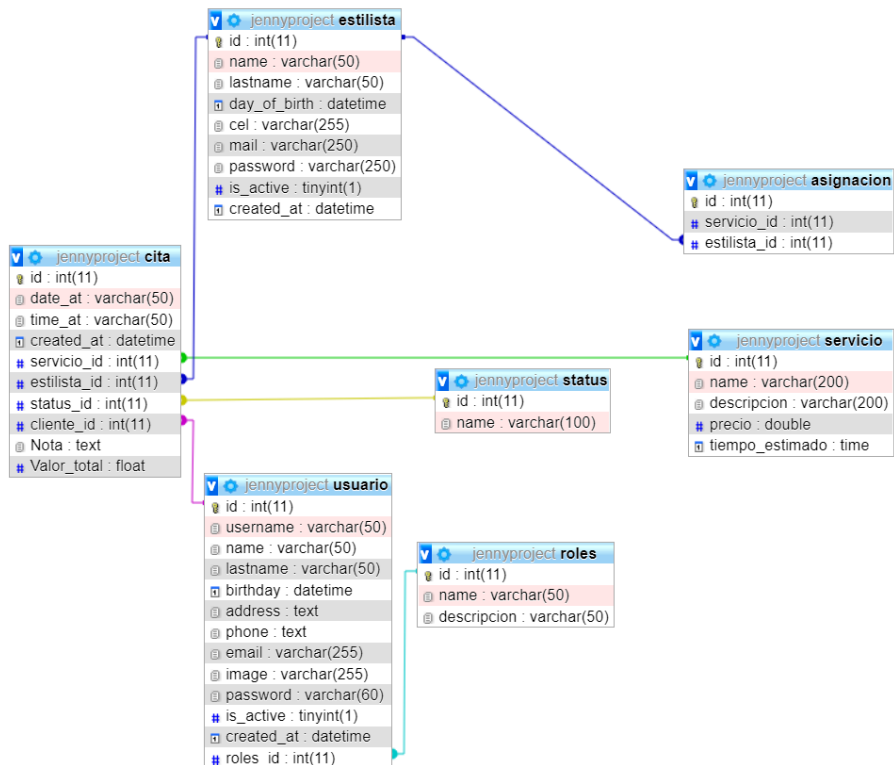 jennyproject estilista
id : int(11)
name : varchar(50)
lastname : varchar(50)
day_of_birth : datetime
cel : varchar(255)
mail : varchar(250)
password : varchar(250)
# is_active : tinyint(1)
created_at : datetime
jennyproject asignacion
id : int(11)
# servicio_id : int(11)
# estilista_id : int(11)
jennyproject cita
id : int(11)
date_at : varchar(50)
time_at : varchar(50)
created_at : datetime
# servicio_id : int(11)
# estilista_id : int(11)
# status_id : int(11)
# cliente_id : int(11)
Nota : text
# Valor_total : float
jennyproject servicio
id : int(11)
name : varchar(200)
descripcion : varchar(200)
# precio : double
tiempo_estimado : time
jennyproject status
id : int(11)
name : varchar(100)
jennyproject usuario
id : int(11)
username : varchar(50)
name : varchar(50)
lastname : varchar(50)
birthday : datetime
address : text
phone : text
email : varchar(255)
image : varchar(255)
password : varchar(60)
# is_active : tinyint(1)
created_at : datetime
# roles_id : int(11)
jennyproject roles
id : int(11)
name : varchar(50)
descripcion : varchar(50)